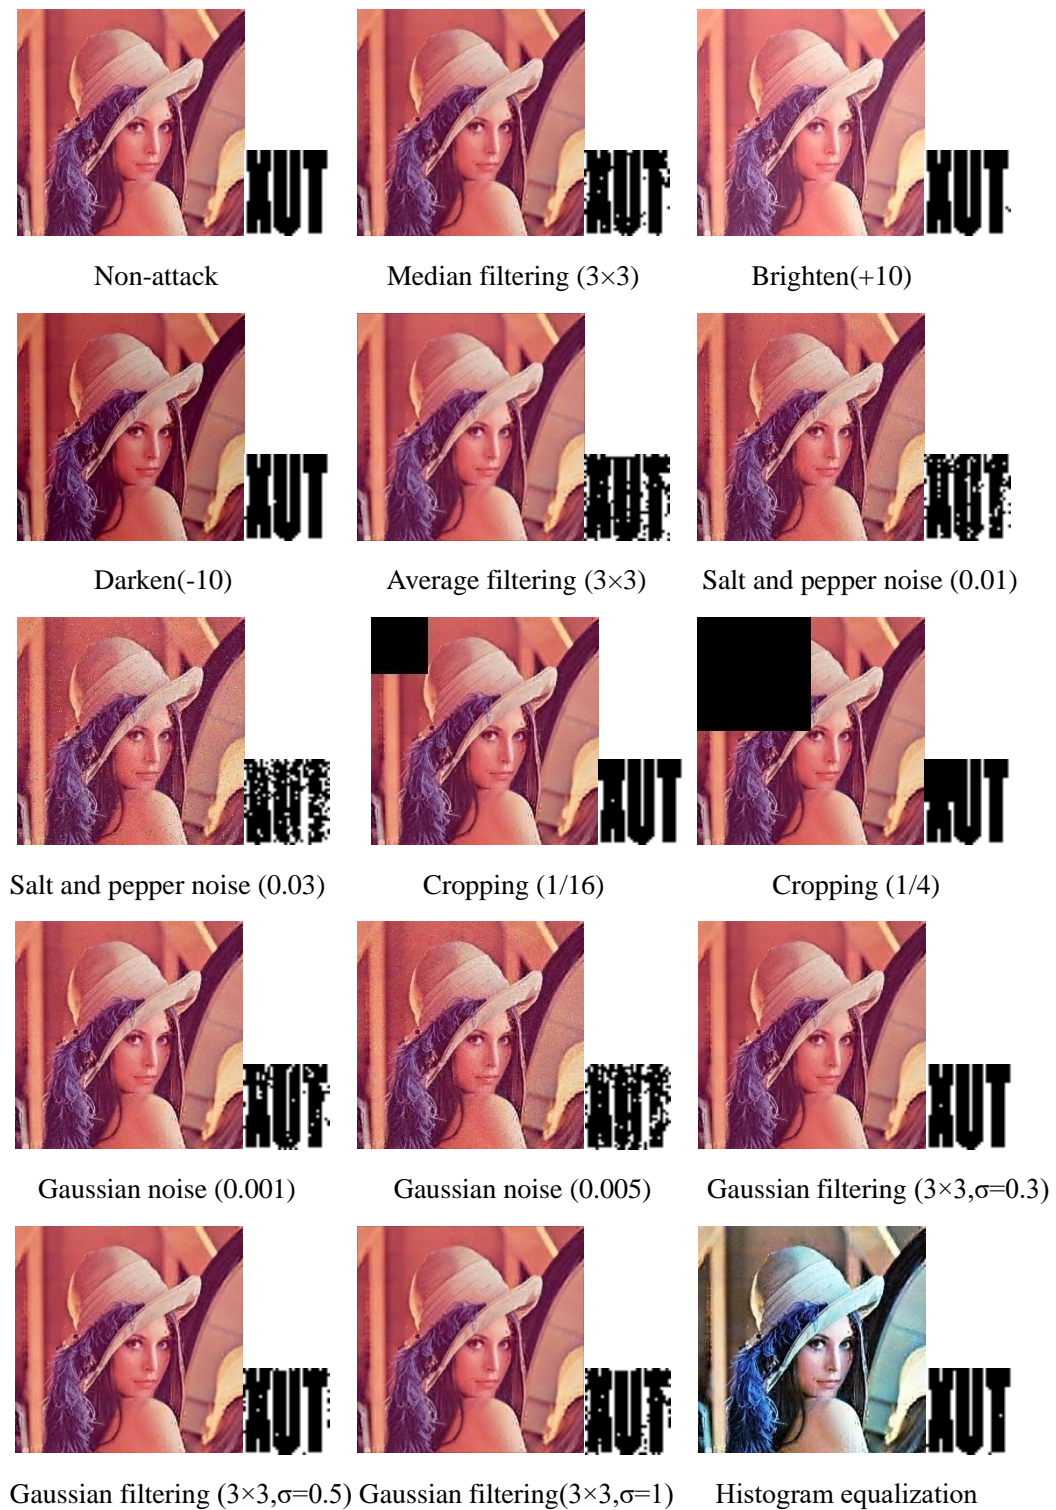 XUT XUT XUT
Non-attack Median filtering (3×3) Brighten(+10)
XUT XUT XUT
Darken(-10) Average filtering (3×3) Salt and pepper noise (0.01)
XUT XUT
Salt and pepper noise (0.03) Cropping (1/16) Cropping (1/4)
XUT XUT XUT
Gaussian noise (0.001) Gaussian noise (0.005) Gaussian filtering (3×3,σ=0.3)
XUT XUT XUT
Gaussian filtering (3×3,σ=0.5) Gaussian filtering(3×3,σ=1) Histogram equalization